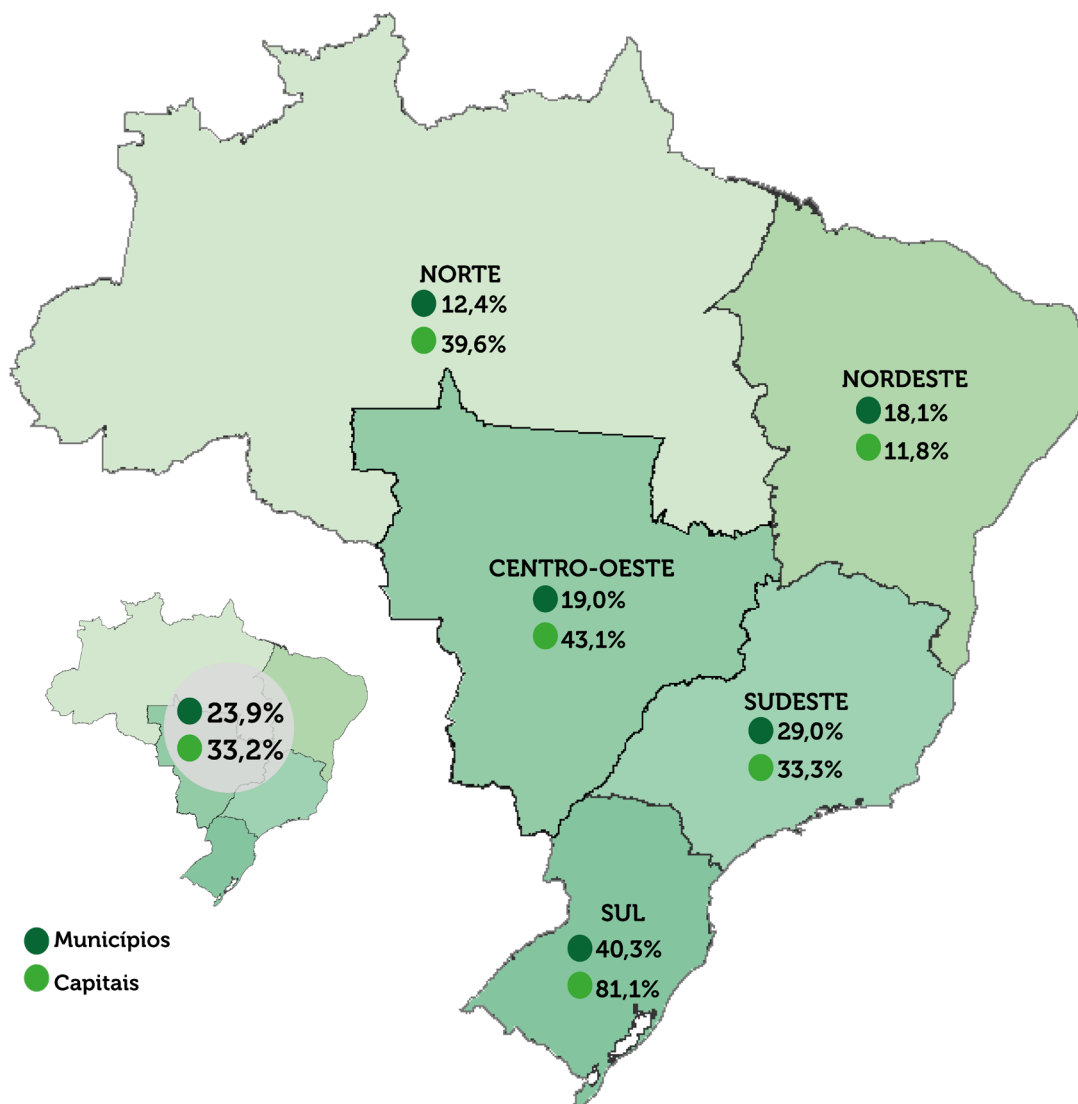 NORTE
12,4%
39,6%
NORDESTE
18,1%
11,8%
CENTRO-OESTE
19,0%
43,1%
SUDESTE
29,0%
33,3%
23,9%
33,2%
SUL
40,3%
81,1%
Municípios
Capitais